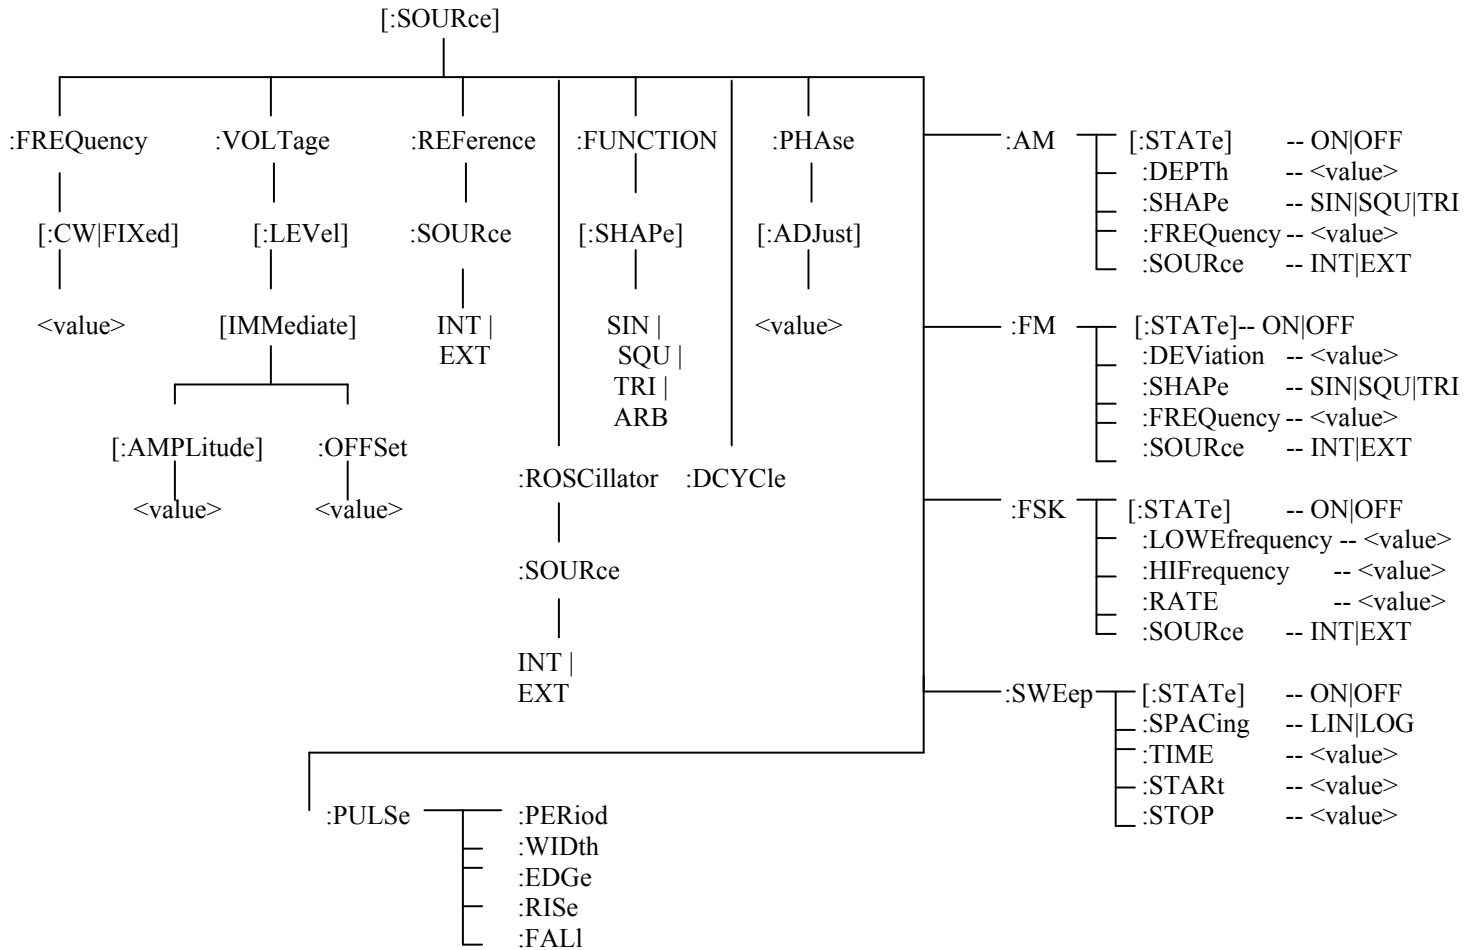 [:SOURce]
:FREQuency :VOLTage :REFerence :FUNCTION :PHAse
[:CW|FIXed] [:LEVel] :SOURce [:SHAPe] [:ADJust]
<value> [IMMediate] INT | SIN | <value>
EXT SQU |
TRI |
ARB
[:AMPLitude] :OFFSet
<value> <value>
:ROSCillator :DCYCle
:SOURce
INT |
EXT
:AM [:STATe] -- ON|OFF
:DEPTh -- <value>
:SHAPe -- SIN|SQU|TRI
:FREQuency -- <value>
:SOURce -- INT|EXT
:FM [:STATe]-- ON|OFF
:DEViation -- <value>
:SHAPe -- SIN|SQU|TRI
:FREQuency -- <value>
:SOURce -- INT|EXT
:FSK [:STATe] -- ON|OFF
:LOWEfrequency -- <value>
:HIFrequency -- <value>
:RATE -- <value>
:SOURce -- INT|EXT
:SWEep [:STATe] -- ON|OFF
:SPACing -- LIN|LOG
:TIME -- <value>
:STARt -- <value>
:STOP -- <value>
:PULSe :PERiod
:WIDth
:EDGe
:RISe
:FALl